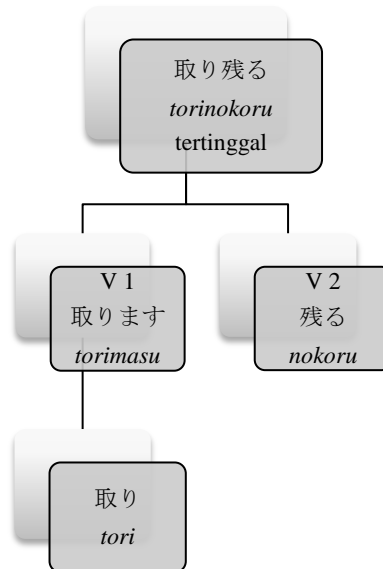 取り残る
torinokoru
tertinggal
V 1
取ります
torimasu
V 2
残る
nokoru
取り
tori